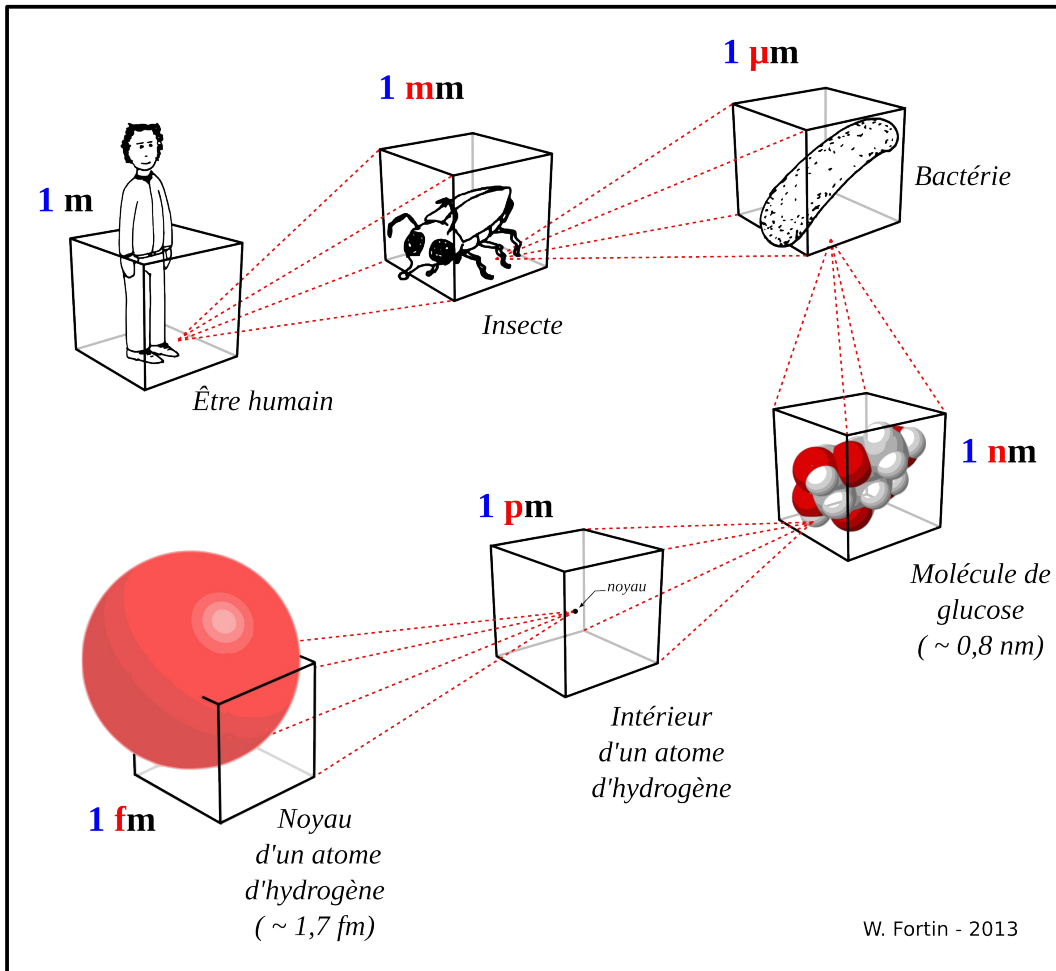 1 m
Être humain
1 mm
Insecte
1 μm
Bactérie
1 nm
Molécule de
glucose
( ~ 0,8 nm)
1 pm
noyau
Intérieur
d'un atome
d'hydrogène
1 fm
Noyau
d'un atome
d'hydrogène
( ~ 1,7 fm)
W. Fortin - 2013